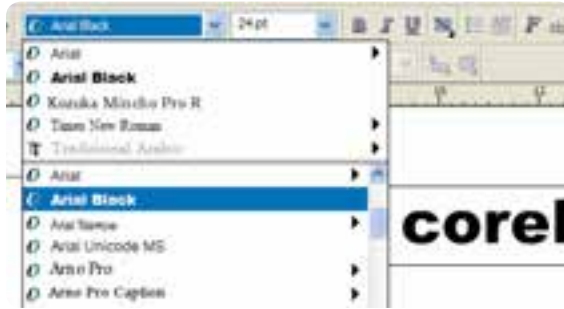 Arial Black 24 pt B I U F ab
Arial
Arial Black
Kozuka Mincho Pro R
Times New Roman
Traditional Arabic
Arial
Arial Black
Arial Narrow
Arial Unicode MS
Arno Pro
Arno Pro Caption
corel